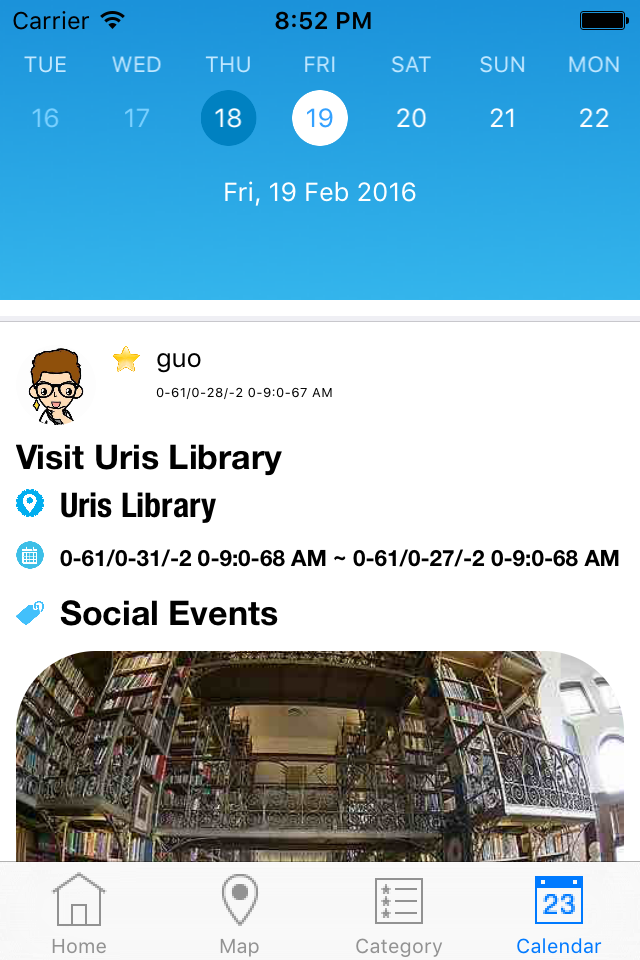 Carrier 8:52 PM
TUE WED THU FRI SAT SUN MON
16 17 18 19 20 21 22
Fri, 19 Feb 2016
guo
0-61/0-28/-2 0-9:0-67 AM
Visit Uris Library
Uris Library
0-61/0-31/-2 0-9:0-68 AM ~ 0-61/0-27/-2 0-9:0-68 AM
Social Events
23
Home Map Category Calendar